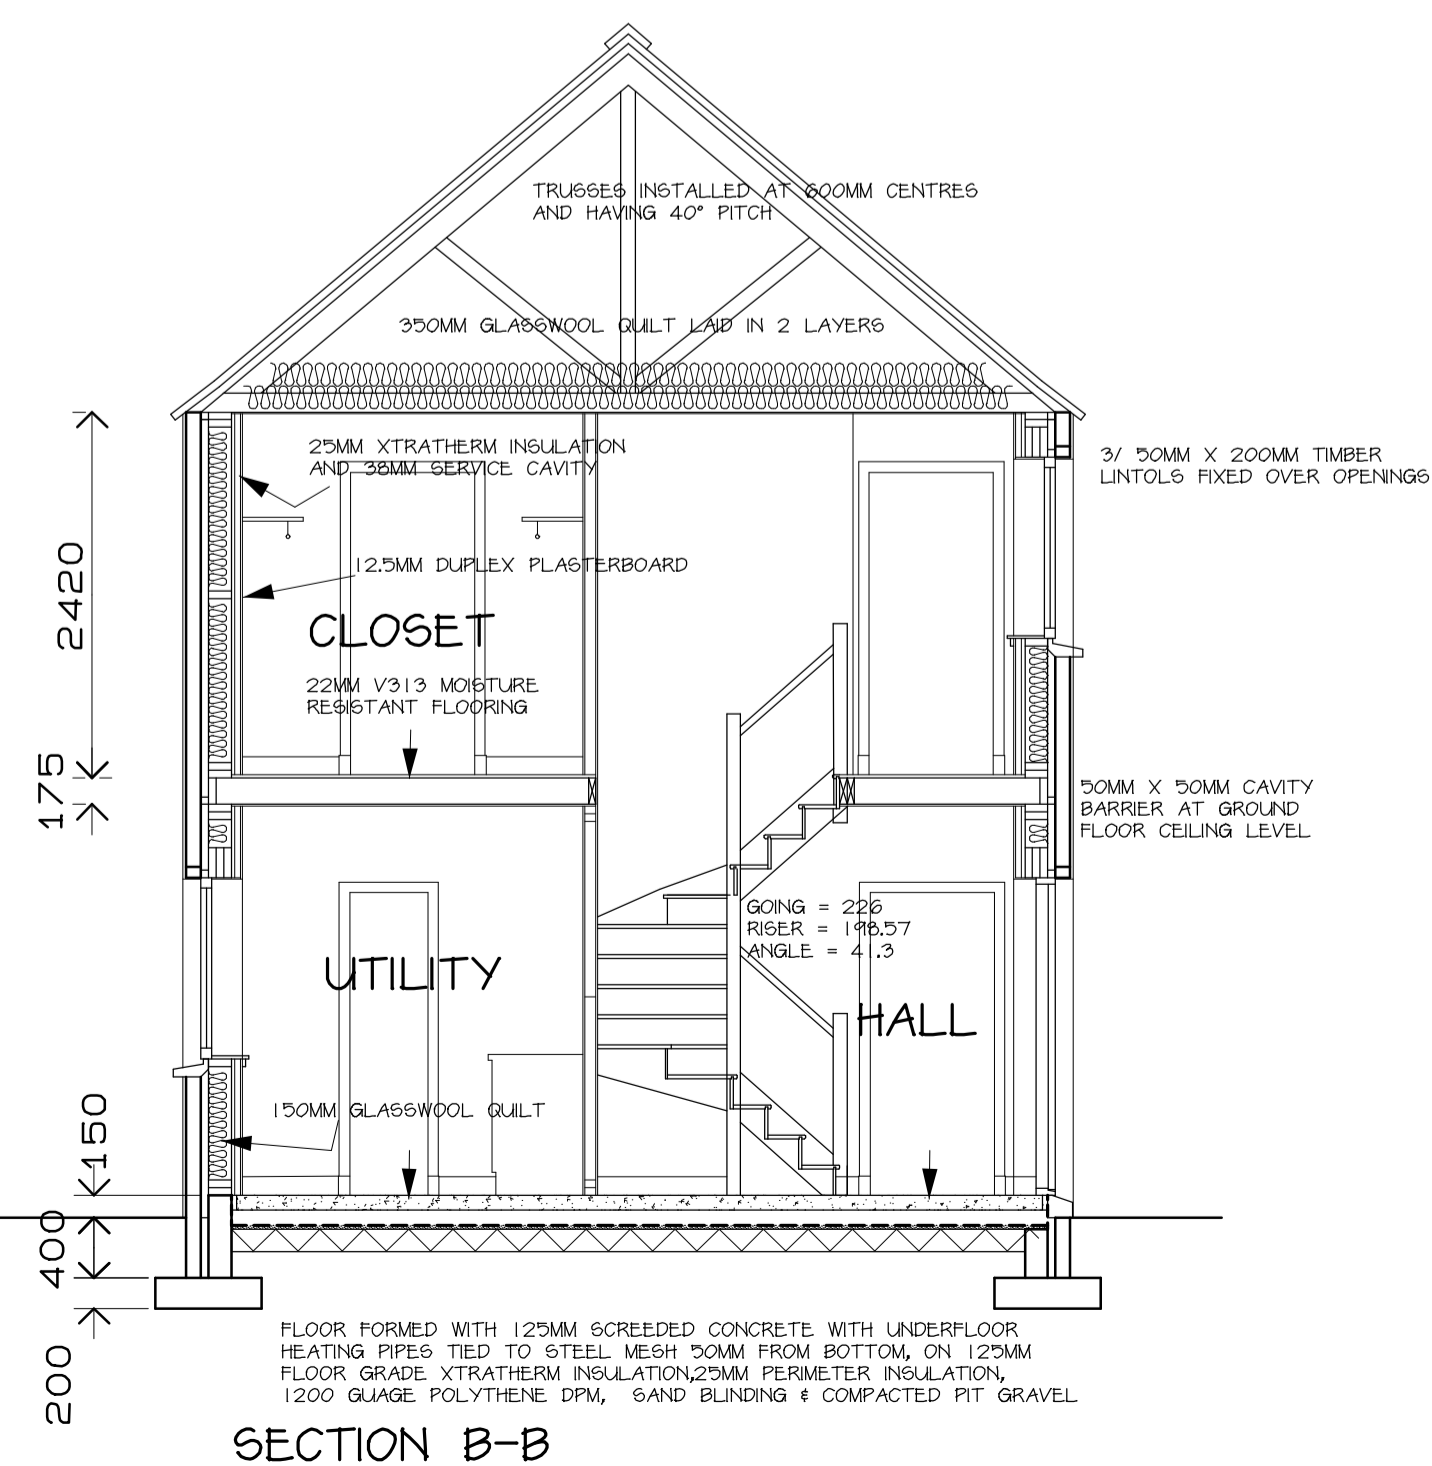 TRUSSES INSTALLED AT 600MM CENTRES
AND HAVING 40° PITCH
350MM GLASSWOOL QUILT LAID IN 2 LAYERS
25MM XTRATHERM INSULATION
AND 38MM SERVICE CAVITY
3/ 50MM X 200MM TIMBER
LINTOLS FIXED OVER OPENINGS
2420
12.5MM DUPLEX PLASTERBOARD
CLOSET
22MM V313 MOISTURE
RESISTANT FLOORING
175
50MM X 50MM CAVITY
BARRIER AT GROUND
FLOOR CEILING LEVEL
GOING = 226
RISER = 198.57
ANGLE = 41.3
UTILITY
HALL
150MM GLASSWOOL QUILT
150
400
200
FLOOR FORMED WITH 125MM SCREEDED CONCRETE WITH UNDERFLOOR
HEATING PIPES TIED TO STEEL MESH 50MM FROM BOTTOM, ON 125MM
FLOOR GRADE XTRATHERM INSULATION,25MM PERIMETER INSULATION,
1200 GUAGE POLYTHENE DPM, SAND BLINDING & COMPACTED PIT GRAVEL
SECTION B-B